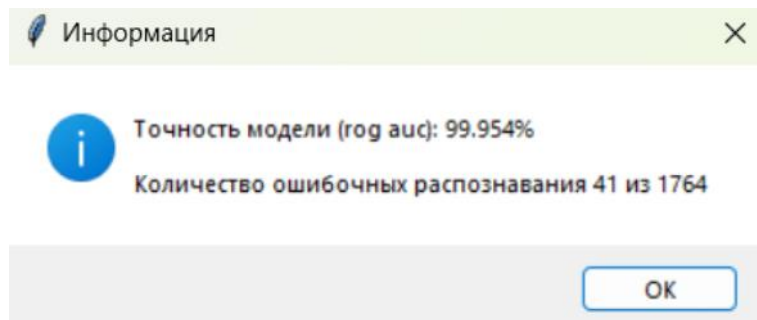 Информация
Точность модели (rog auc): 99.954%
Количество ошибочных распознавания 41 из 1764
OK